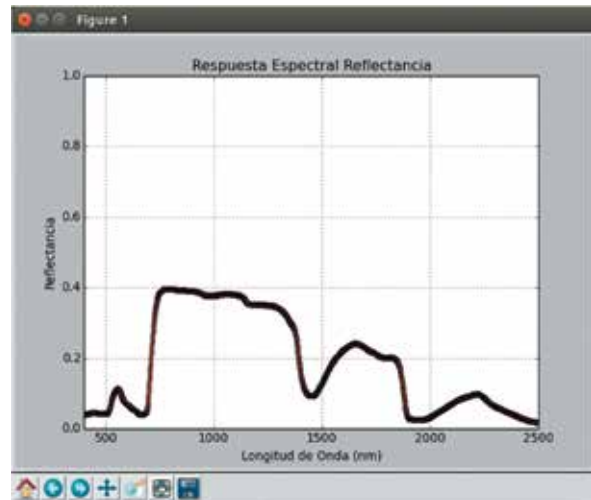 Figure 1
Respuesta Espectral Reflectancia
1.0
0.8
0.6
0.4
0.2
0.0
Reflectancia
500
1000
1500
2000
2500
Longitud de Onda (nm)